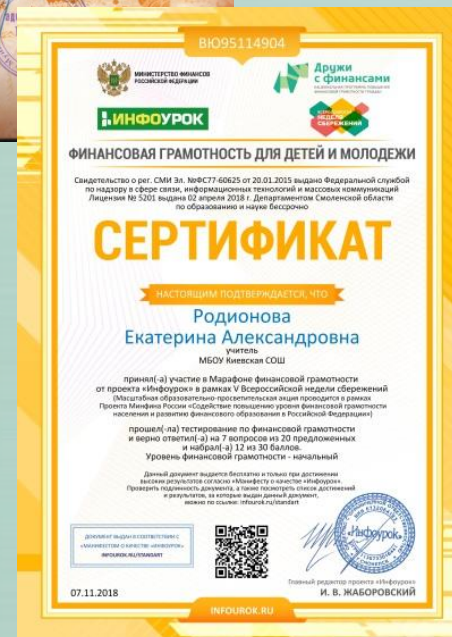 ВЮ95114904
МИНИСТЕРСТВО ФИНАНСОВ
РОССИЙСКОЙ ФЕДЕРАЦИИ
Дружи
с финансами
ИНФОУРОК
НЕДЕЛЯ
СБЕРЕЖЕНИЙ
ФИНАНСОВАЯ ГРАМОТНОСТЬ ДЛЯ ДЕТЕЙ И МОЛОДЕЖИ
Свидетельство о рег. СМИ Эл. №ФС77-60625 от 20.01.2015 выдано Федеральной службой
по надзору в сфере связи, информационных технологий и массовых коммуникаций
Лицензия № 5201 выдана 02 апреля 2018 г. Департаментом Смоленской области
по образованию и науке бессрочно
СЕРТИФИКАТ
НАСТОЯЩИМ ПОДТВЕРЖДАЕТСЯ, ЧТО
Родионова
Екатерина Александровна
учитель
МБОУ Киевская СОШ
принял(-а) участие в Марафоне финансовой грамотности
от проекта «Инфоурок» в рамках V Всероссийской недели сбережений
(Масштабная образовательно-просветительская акция проводится в рамках
Проекта Минфина России «Содействие повышению уровня финансовой грамотности
населения и развитию финансового образования в Российской Федерации»)
прошел(-ла) тестирование по финансовой грамотности
и верно ответил(-а) на 7 вопросов из 20 предложенных
и набрал(-а) 12 из 30 баллов.
Уровень финансовой грамотности - начальный
Данный документ выдается бесплатно и только при достижении
высоких результатов согласно «Манифесту о качестве «Инфоурок».
Проверить подлинность документа, а также посмотреть список достижений
и результатов, за которые выдан данный документ,
можно по ссылке: infourok.ru/standart
ДОКУМЕНТ ВЫДАН В СООТВЕТСТВИИ С
«МАНИФЕСТОМ О КАЧЕСТВЕ «ИНФОУРОК»
INFOUROK.RU/STANDART
«Инфоурок»
Главный редактор проекта «Инфоурок»
07.11.2018
И. В. ЖАБОРОВСКИЙ
INFOUROK.RU